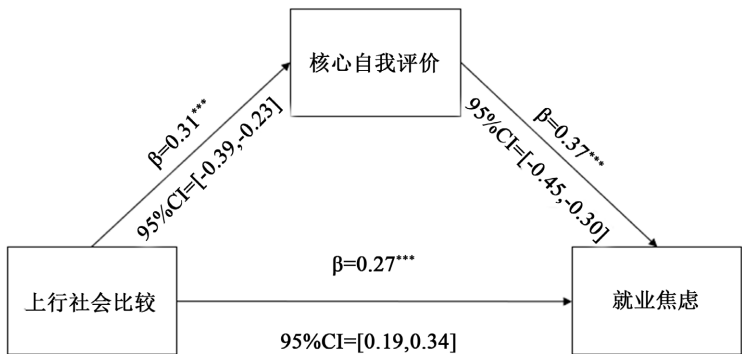 核心自我评价
β=0.31***
95%CI=[-0.39,-0.23]
β=0.37***
95%CI=[-0.45,-0.30]
上行社会比较
β=0.27***
95%CI=[0.19,0.34]
就业焦虑